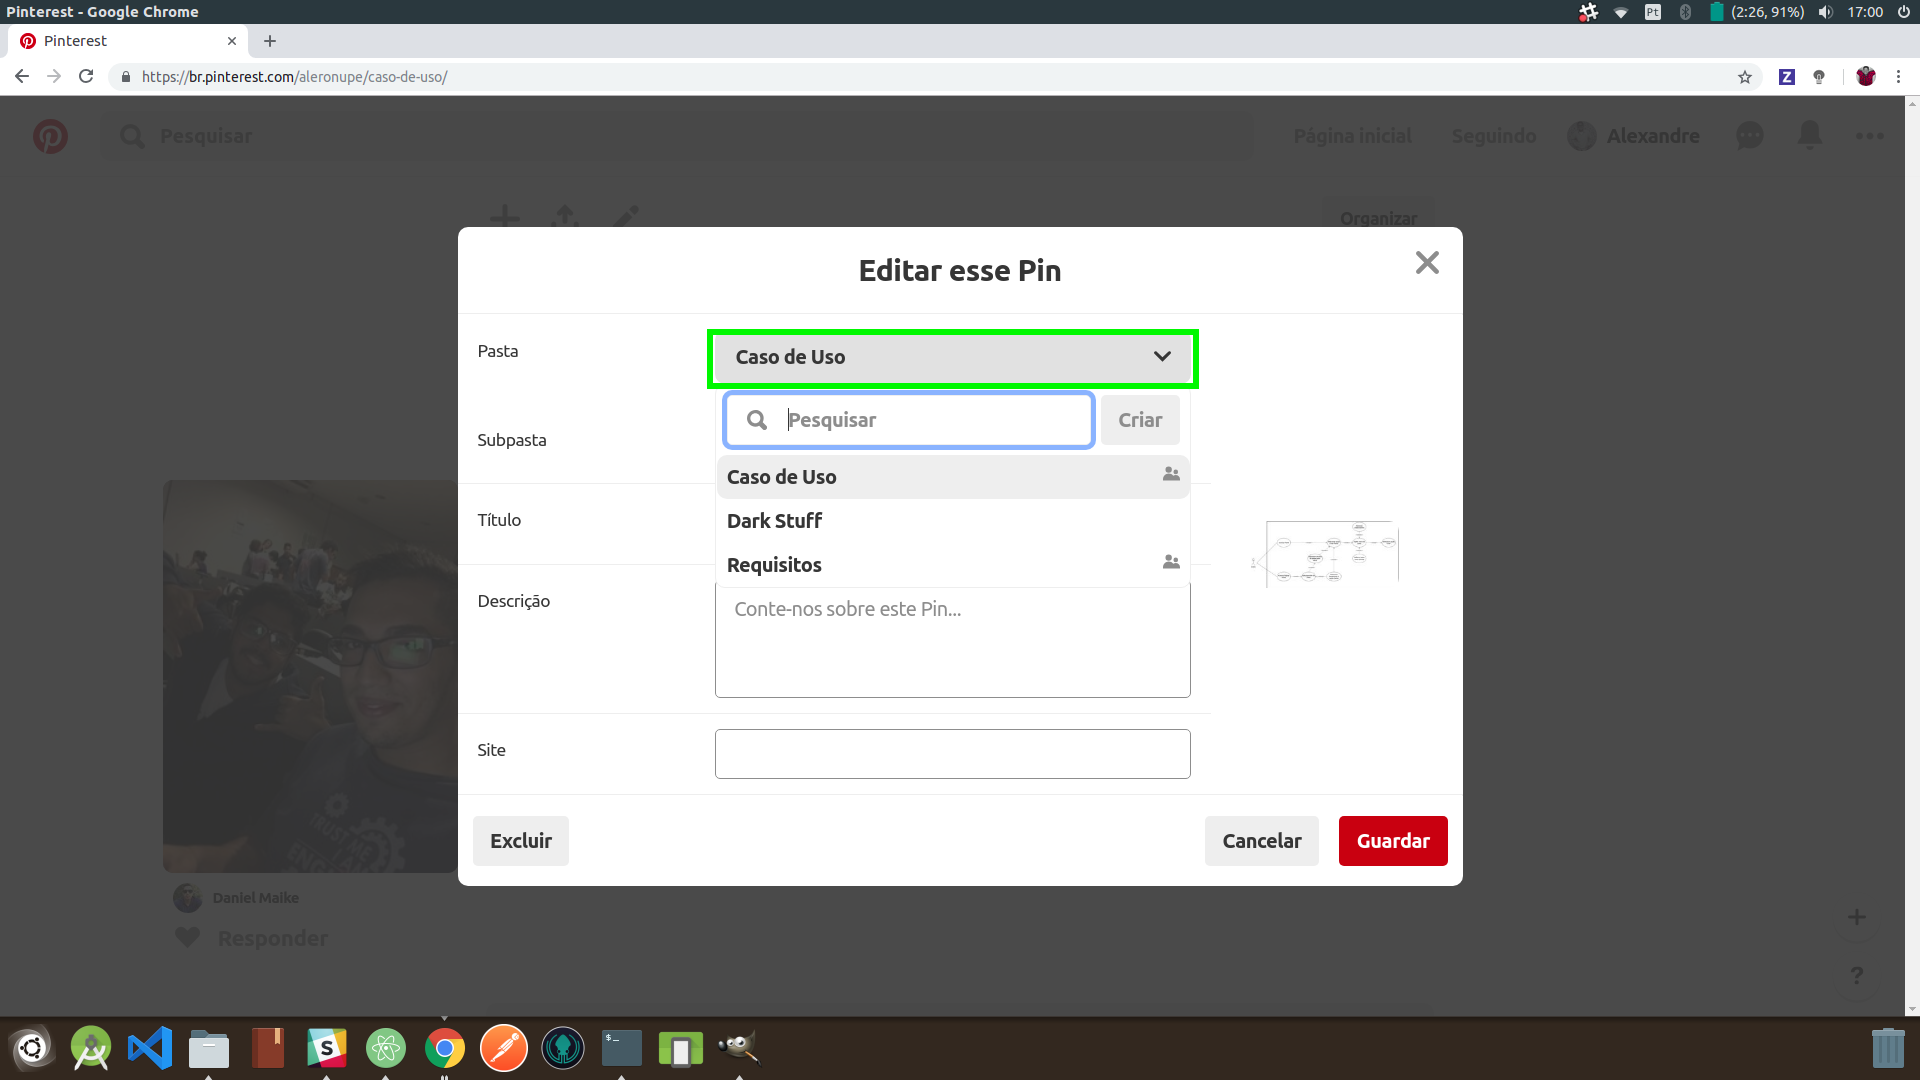 Pinterest - Google Chrome
Pt
(2:26, 91%)
17:00
Pinterest
https://br.pinterest.com/aleronupe/caso-de-uso/
Z
Pesquisar
Página inicial
Seguindo
Alexandre
Organizar
Editar esse Pin
Pasta
Caso de Uso
Pesquisar
Criar
Subpasta
Caso de Uso
Título
Dark Stuff
Requisitos
Descrição
Conte-nos sobre este Pin...
Site
Excluir
Cancelar
Guardar
TRUST ME
Daniel Maike
Responder
?
S
$_